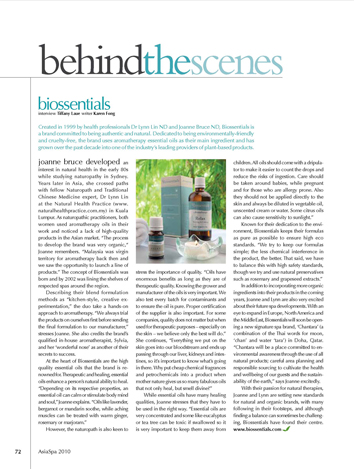 behindthescenes
biossentials
interview Tiffany Laue writer Karen Fong
Created in 1999 by health professionals Dr Lynn Lin ND and Joanne Bruce ND, Biossentials is
a brand committed to being authentic and natural. Dedicated to being environmentally-friendly
and cruelty-free, the brand uses aromatherapy essential oils as their main ingredient and has
grown over the past decade into one of the industry's leading providers of plant-based products.
joanne bruce developed an
interest in natural health in the early 80s
while studying naturopathy in Sydney.
Years later in Asia, she crossed paths
with fellow Naturopath and Traditional
Chinese Medicine expert, Dr Lynn Lin
at the Natural Health Practice (www.
naturalhealthpractice.com.my) in Kuala
Lumpur. As naturopathic practitioners, both
women used aromatherapy oils in their
work and noticed a lack of high-quality
products in the Asian market. "The process
to develop the brand was very organic,"
Joanne remembers. "Malaysia was virgin
territory for aromatherapy back then and
we saw the opportunity to launch a line of
products." The concept of Biossentials was
born and by 2002 was lining the shelves of
respected spas around the region.
Describing their blend formulation
methods as "kitchen-style, creative ex-
perimentation," the duo take a hands on
approach to aromatherapy. "We always trial
the products on ourselves first before sending
the final formulation to our manufacturer,"
stresses Joanne. She also credits the brand's
qualified in-house aromatherapist, Felisia,
and her 'wonderful nose' as another of their
secrets to success.
At the heart of Biossentials are the high
quality essential oils that the brand is re-
nowned for. Therapeutic and healing, essential
oils enhance a person's natural ability to heal.
"Depending on its respective properties, an
essential oil can calm or stimulate body mind
and soul," Joanne explains. "Oils like lavender,
bergamot or mandarin soothe, while aching
muscles can be treated with warm ginger,
rosemary or marjoram."
However, the naturopath is also keen to
stress the importance of quality. "Oils have
enormous benefits as long as they are of
therapeutic quality. Knowing the grower and
manufacturer of the oils is very important. We
also test every batch for contaminants and
to ensure the oil is pure. Proper certification
of the supplier is also important. For some
companies, quality does not matter but when
used for therapeutic purposes – especially on
the skin – we believe only the best will do."
She continues, "Everything we put on the
skin goes into our bloodstream and ends up
passing through our liver, kidneys and intes-
tines, so it's important to know what's going
in there. Why put cheap chemical fragrances
and petrochemicals into a product when
mother nature gives us so many fabulous oils
that not only heal, but smell divine!"
While essential oils have many healing
qualities, Joanne stresses that they have to
be used in the right way. "Essential oils are
very concentrated and some like eucalyptus
or tea tree can be toxic if swallowed so it
is very important to keep them away from
children. All oils should come with a dripula-
tor to make it easier to count the drops and
reduce the risks of ingestion. Care should
be taken around babies, while pregnant
and for those who are allergy prone. Also
they should not be applied directly to the
skin and always be diluted in vegetable oil,
unscented cream or water. Some citrus oils
can also cause sensitivity to sunlight."
Known for their dedication to the envi-
ronment, Biossentials keeps their formulas
as pure as possible to ensure high eco
standards. "We try to keep our formulas
simple; the less chemical interference in
the product, the better. That said, we have
to balance this with high safety standards,
though we try and use natural preservatives
such as rosemary and grapeseed extracts."
In addition to incorporating more organic
ingredients into their products in the coming
years, Joanne and Lynn are also very excited
about their future spa developments. With an
eye to expand in Europe, North America and
the Middle East, Biossentials will soon be open-
ing a new signature spa brand, 'Chantara' (a
combination of the Thai words for moon,
'chan' and water 'tara') in Doha, Qatar.
"Chantara will be a place committed to en-
vironmental awareness through the use of all
natural products; careful area planning and
responsible sourcing to cultivate the health
and wellbeing of our guests and the sustain-
ability of the earth," says Joanne excitedly.
With their passion for natural therapies,
Joanne and Lynn are setting new standards
for natural and organic beauty, with many
following in their footsteps, and although
finding a balance can sometimes be challeng-
ing, Biossentials have found their centre.
www.biossentials.com
72 AsiaSpa 2010